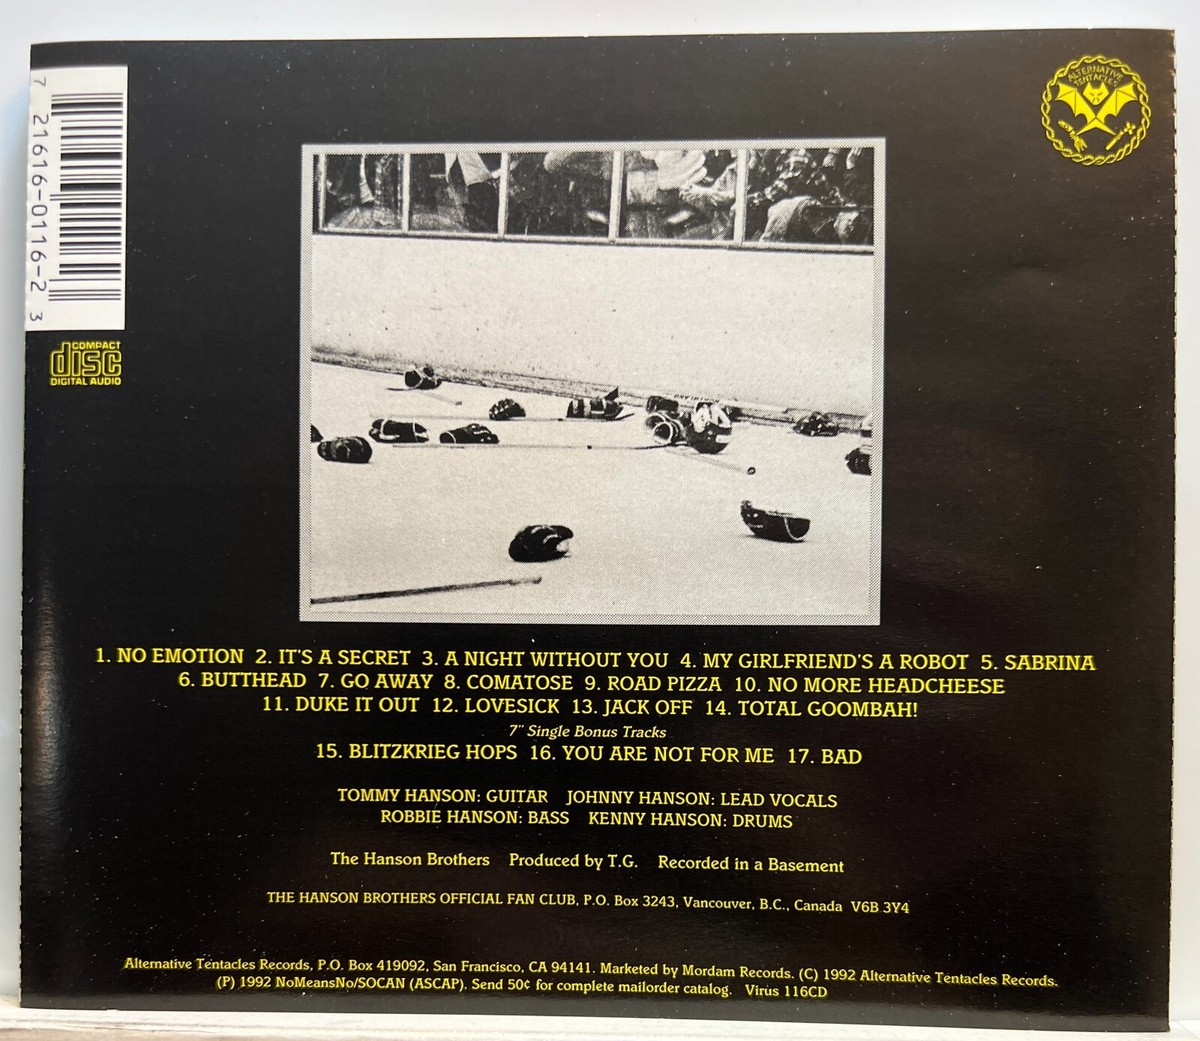 7 21616-0116-2 3
COMPACT
disc
DIGITAL AUDIO
ALTERNATIVE
TENTACLES
1. NO EMOTION 2. IT'S A SECRET 3. A NIGHT WITHOUT YOU 4. MY GIRLFRIEND'S A ROBOT 5. SABRINA
6. BUTTHEAD 7. GO AWAY 8. COMATOSE 9. ROAD PIZZA 10. NO MORE HEADCHEESE
11. DUKE IT OUT 12. LOVESICK 13. JACK OFF 14. TOTAL GOOMBAH!
7" Single Bonus Tracks
15. BLITZKRIEG HOPS 16. YOU ARE NOT FOR ME 17. BAD
TOMMY HANSON: GUITAR JOHNNY HANSON: LEAD VOCALS
ROBBIE HANSON: BASS KENNY HANSON: DRUMS
The Hanson Brothers Produced by T.G. Recorded in a Basement
THE HANSON BROTHERS OFFICIAL FAN CLUB, P.O. Box 3243, Vancouver, B.C., Canada V6B 3Y4
Alternative Tentacles Records, P.O. Box 419092, San Francisco, CA 94141. Marketed by Mordam Records. (C) 1992 Alternative Tentacles Records.
(P) 1992 NoMeansNo/SOCAN (ASCAP). Send 50¢ for complete mailorder catalog. Virus 116CD